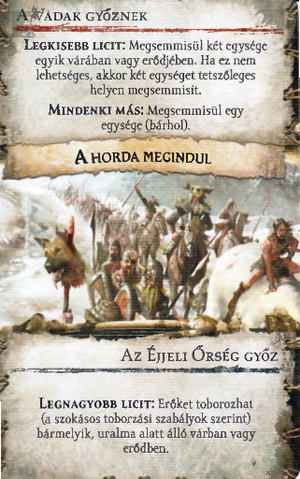 A Vadak győznek
Legkisebb licit: Megsemmisül két egysége
egyik várában vagy erődjében. Ha ez nem
lehetséges, akkor két egységet tetszőleges
helyen megsemmisít.
Mindenki más: Megsemmisül egy
egysége (bárhol).
A horda megindul
Az Éjjeli Őrség győz
Legnagyobb licit: Erőket toborozhat
(a szokásos toborzási szabályok szerint)
bármelyik, uralma alatt álló várban vagy
erődben.